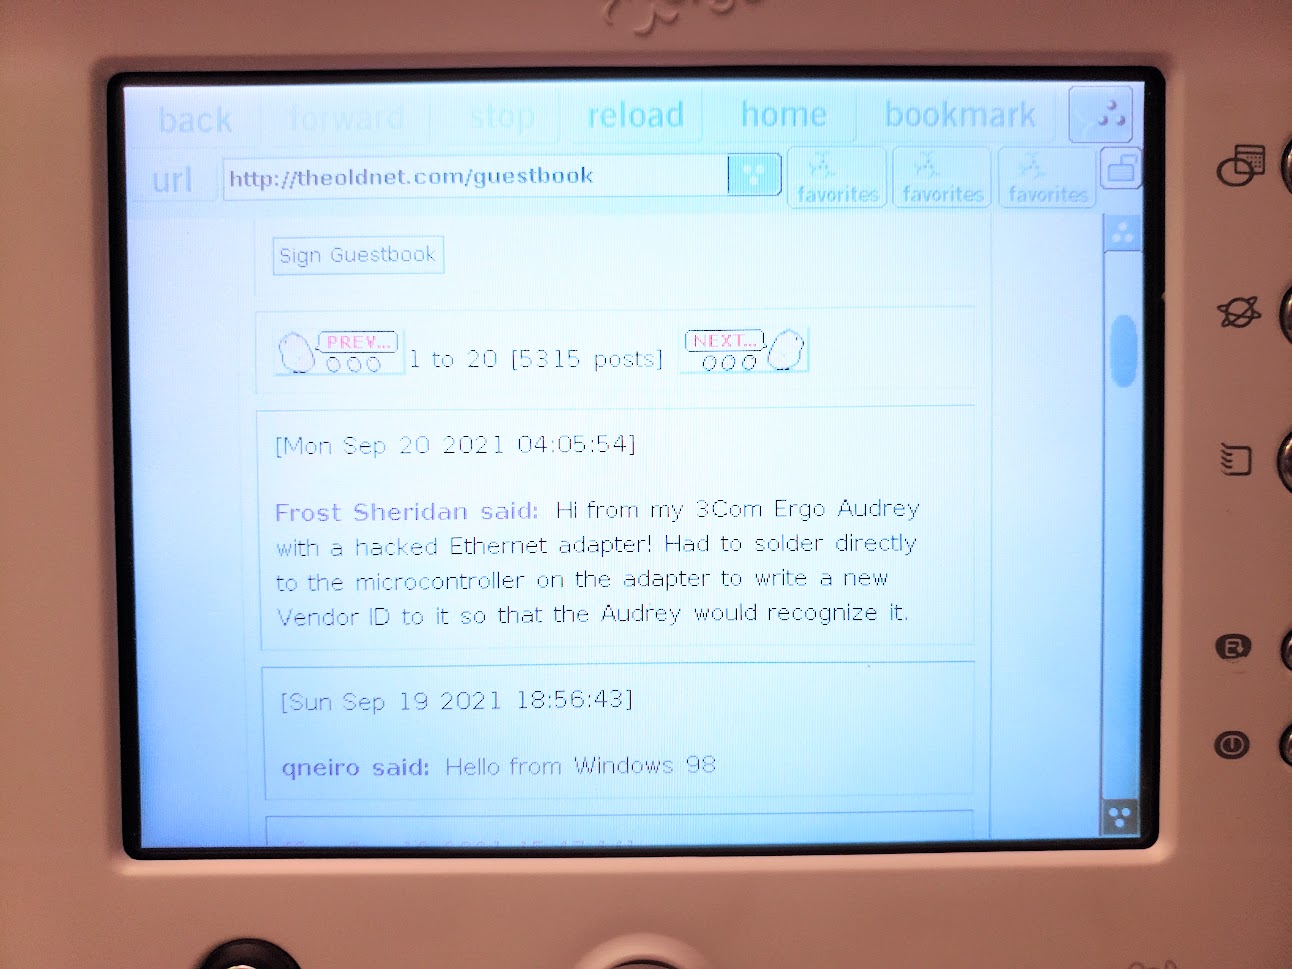 back forward stop reload home bookmark
url http://theoldnet.com/guestbook favorites favorites favorites
Sign Guestbook
PREV... 1 to 20 [5315 posts] NEXT...
[Mon Sep 20 2021 04:05:54]
Frost Sheridan said: Hi from my 3Com Ergo Audrey
with a hacked Ethernet adapter! Had to solder directly
to the microcontroller on the adapter to write a new
Vendor ID to it so that the Audrey would recognize it.
[Sun Sep 19 2021 18:56:43]
qneiro said: Hello from Windows 98